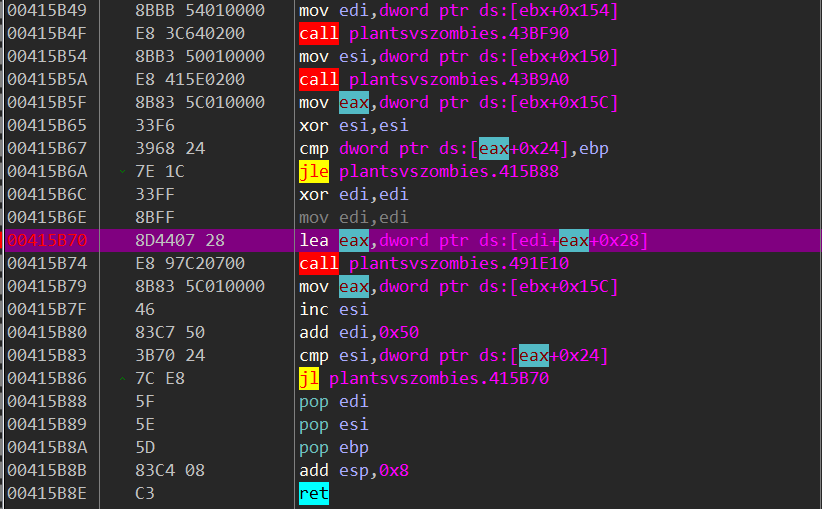 00415B49 8BBB 54010000 mov edi,dword ptr ds:[ebx+0x154]
00415B4F E8 3C640200 call plantsvszombies.43BF90
00415B54 8BB3 50010000 mov esi,dword ptr ds:[ebx+0x150]
00415B5A E8 415E0200 call plantsvszombies.43B9A0
00415B5F 8B83 5C010000 mov eax,dword ptr ds:[ebx+0x15C]
00415B65 33F6 xor esi,esi
00415B67 3968 24 cmp dword ptr ds:[eax+0x24],ebp
00415B6A 7E 1C jle plantsvszombies.415B88
00415B6C 33FF xor edi,edi
00415B6E 8BFF mov edi,edi
00415B70 8D4407 28 lea eax,dword ptr ds:[edi+eax+0x28]
00415B74 E8 97C20700 call plantsvszombies.491E10
00415B79 8B83 5C010000 mov eax,dword ptr ds:[ebx+0x15C]
00415B7F 46 inc esi
00415B80 83C7 50 add edi,0x50
00415B83 3B70 24 cmp esi,dword ptr ds:[eax+0x24]
00415B86 7C E8 jl plantsvszombies.415B70
00415B88 5F pop edi
00415B89 5E pop esi
00415B8A 5D pop ebp
00415B8B 83C4 08 add esp,0x8
00415B8E C3 ret